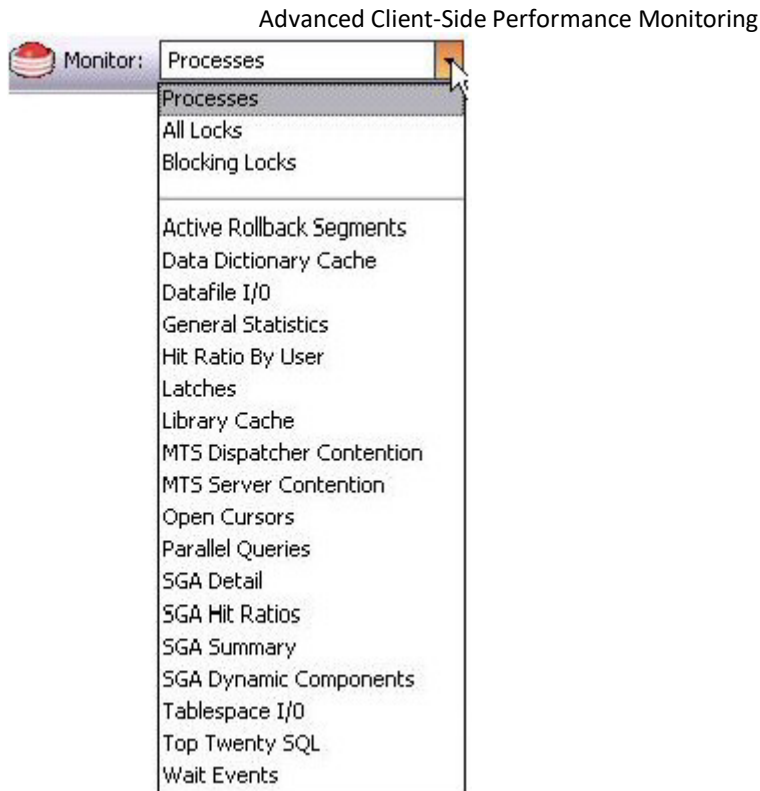 Advanced Client-Side Performance Monitoring
Monitor: Processes
Processes
All Locks
Blocking Locks
Active Rollback Segments
Data Dictionary Cache
Datafile I/O
General Statistics
Hit Ratio By User
Latches
Library Cache
MTS Dispatcher Contention
MTS Server Contention
Open Cursors
Parallel Queries
SGA Detail
SGA Hit Ratios
SGA Summary
SGA Dynamic Components
Tablespace I/O
Top Twenty SQL
Wait Events